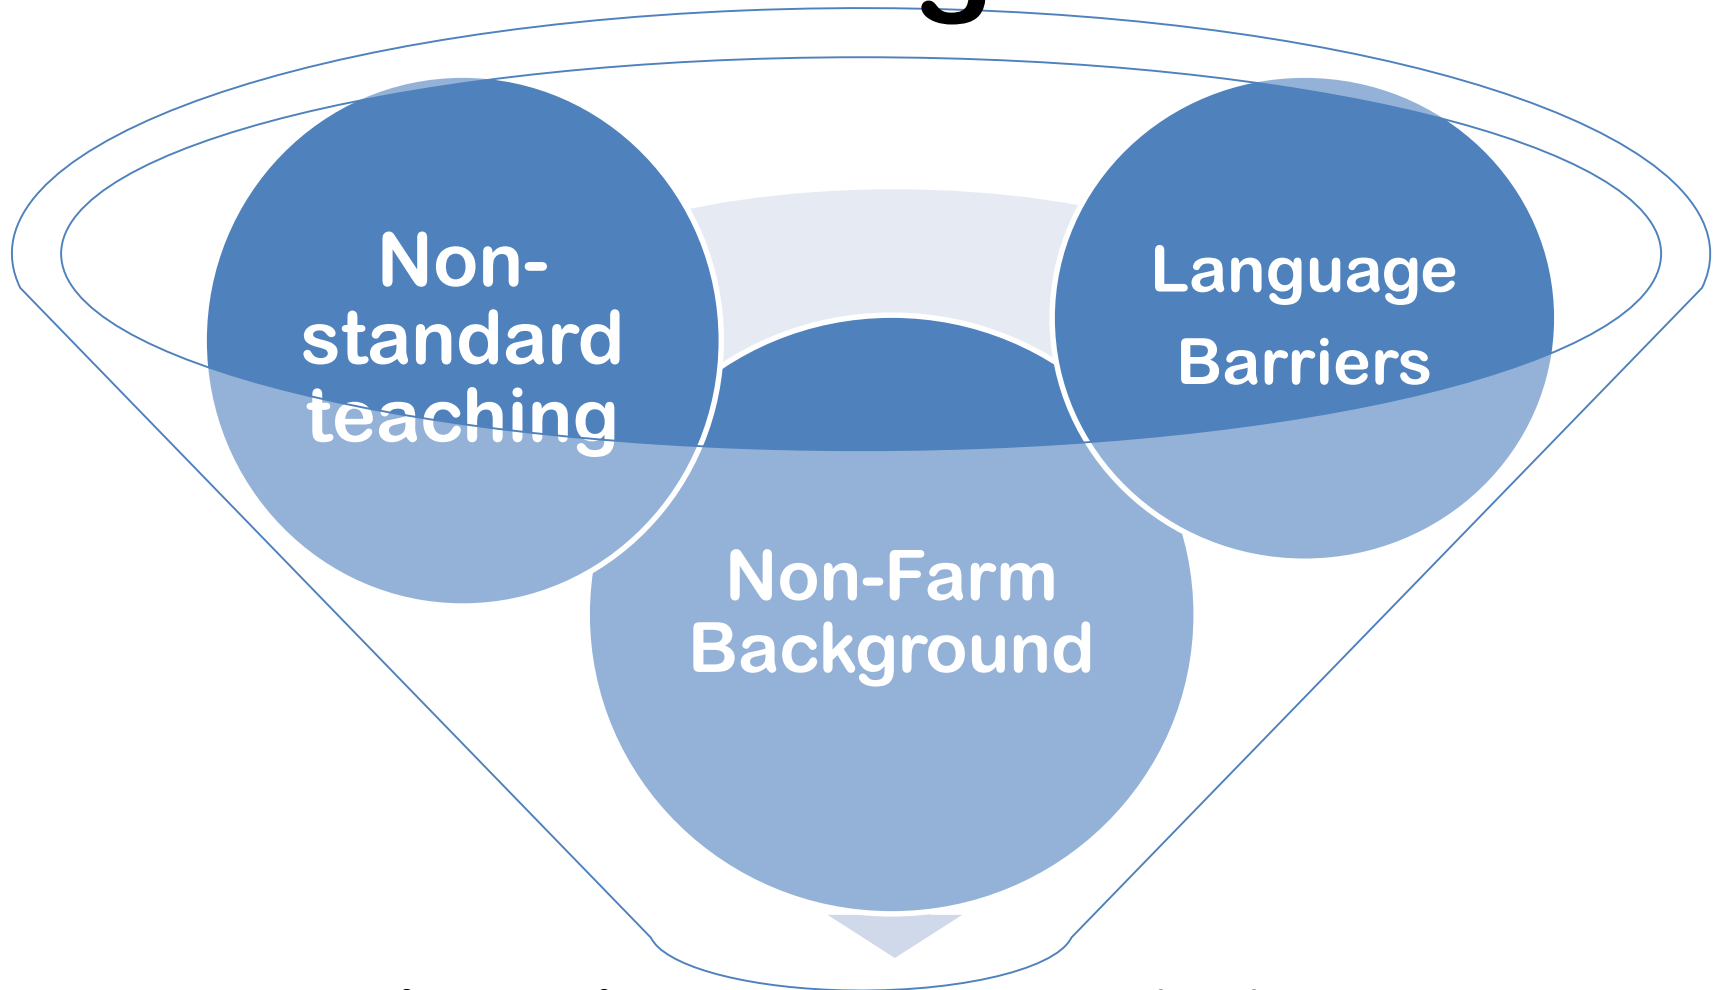 Non-
standard
teaching
Language
Barriers
Non-Farm
Background